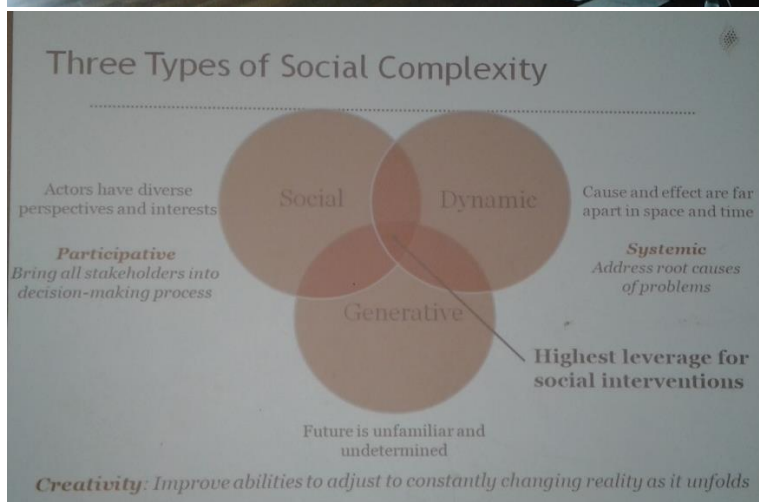 Three Types of Social Complexity
Social
Dynamic
Generative
Actors have diverse
perspectives and interests
Participative
Bring all stakeholders into
decision-making process
Cause and effect are far
apart in space and time
Systemic
Address root causes
of problems
Highest leverage for
social interventions
Future is unfamiliar and
undetermined
Creativity: Improve abilities to adjust to constantly changing reality as it unfolds